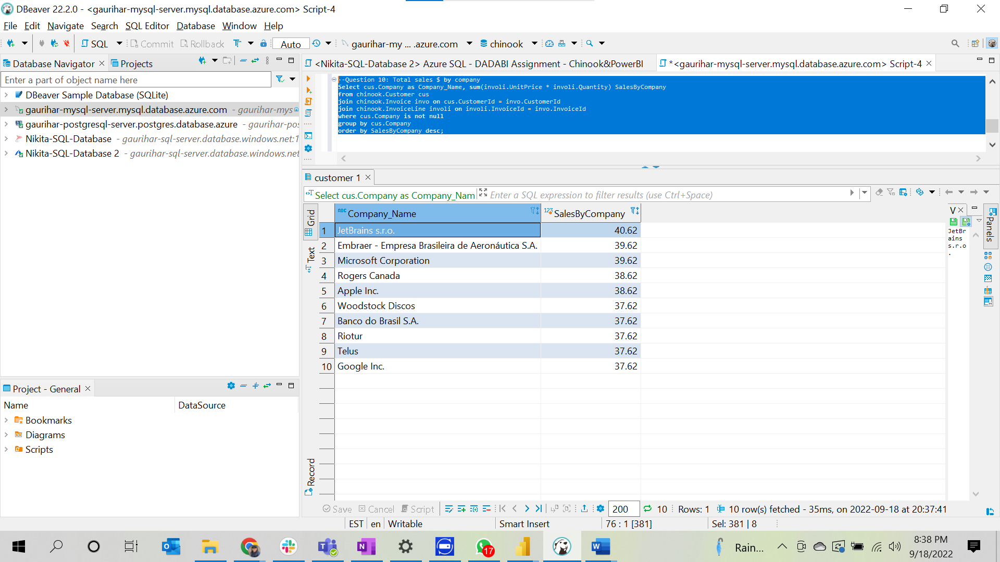 DBeaver 22.2.0 - <gaurihar-mysql-server.mysql.database.azure.com> Script-4
File Edit Navigate Search SQL Editor Database Window Help
SQL Commit Rollback Auto gaurihar-my ... .azure.com chinook
Database Navigator Projects
Enter a part of object name here
DBeaver Sample Database (SQLite)
gaurihar-mysql-server.mysql.database.azure.com - gaurihar-mys
gaurihar-postgresql-server.postgres.database.azure - gaurihar-pos
Nikita-SQL-Database - gaurihar-sql-server.database.windows.net:1
Nikita-SQL-Database 2 - gaurihar-sql-server.database.windows.net
Project - General
Name DataSource
Bookmarks
Diagrams
Scripts
<Nikita-SQL-Database 2> Azure SQL - DADABI Assignment - Chinook&PowerBI
*<gaurihar-mysql-server.mysql.database.azure.com> Script-4
--Question 10: Total sales $ by company
Select cus.Company as Company_Name, sum(involi.UnitPrice * involi.Quantity) SalesByCompany
from chinook.Customer cus
join chinook.Invoice invo on cus.CustomerId = invo.CustomerId
join chinook.InvoiceLine involi on involi.InvoiceId = invo.InvoiceId
where cus.Company is not null
group by cus.Company
order by SalesByCompany desc;
customer 1
Select cus.Company as Company_Nam Enter a SQL expression to filter results (use Ctrl+Space)
Grid
Text
Record
ABC Company_Name 123 SalesByCompany
1 JetBrains s.r.o. 40.62
2 Embraer - Empresa Brasileira de Aeronáutica S.A. 39.62
3 Microsoft Corporation 39.62
4 Rogers Canada 38.62
5 Apple Inc. 38.62
6 Woodstock Discos 37.62
7 Banco do Brasil S.A. 37.62
8 Riotur 37.62
9 Telus 37.62
10 Google Inc. 37.62
V
JetBr
ains
s.r.o
.
Panels
Save Cancel Script 200 10 Rows: 1 10 row(s) fetched - 35ms, on 2022-09-18 at 20:37:41
EST en Writable Smart Insert 76 : 1 [381] Sel: 381 | 8
17
Rain...
8:38 PM
9/18/2022